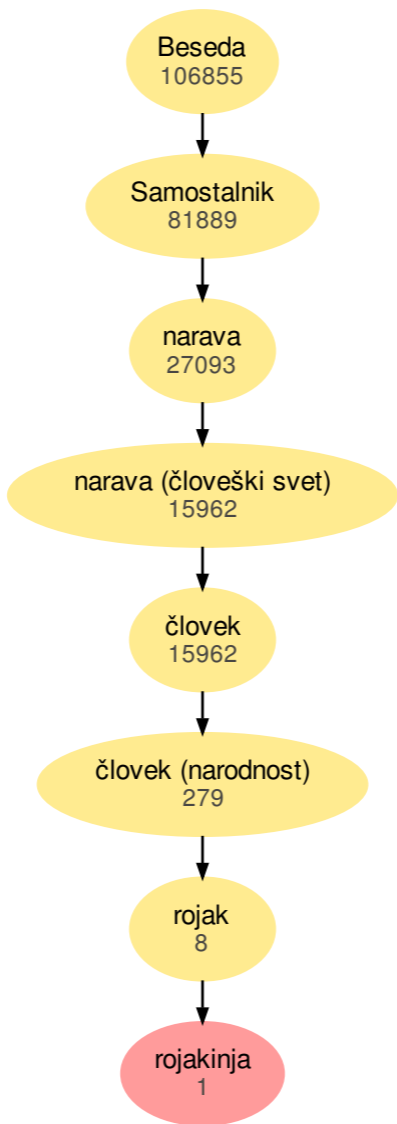 Beseda
106855
Samostalnik
81889
narava
27093
narava (človeški svet)
15962
človek
15962
človek (narodnost)
279
rojak
8
rojakinja
1